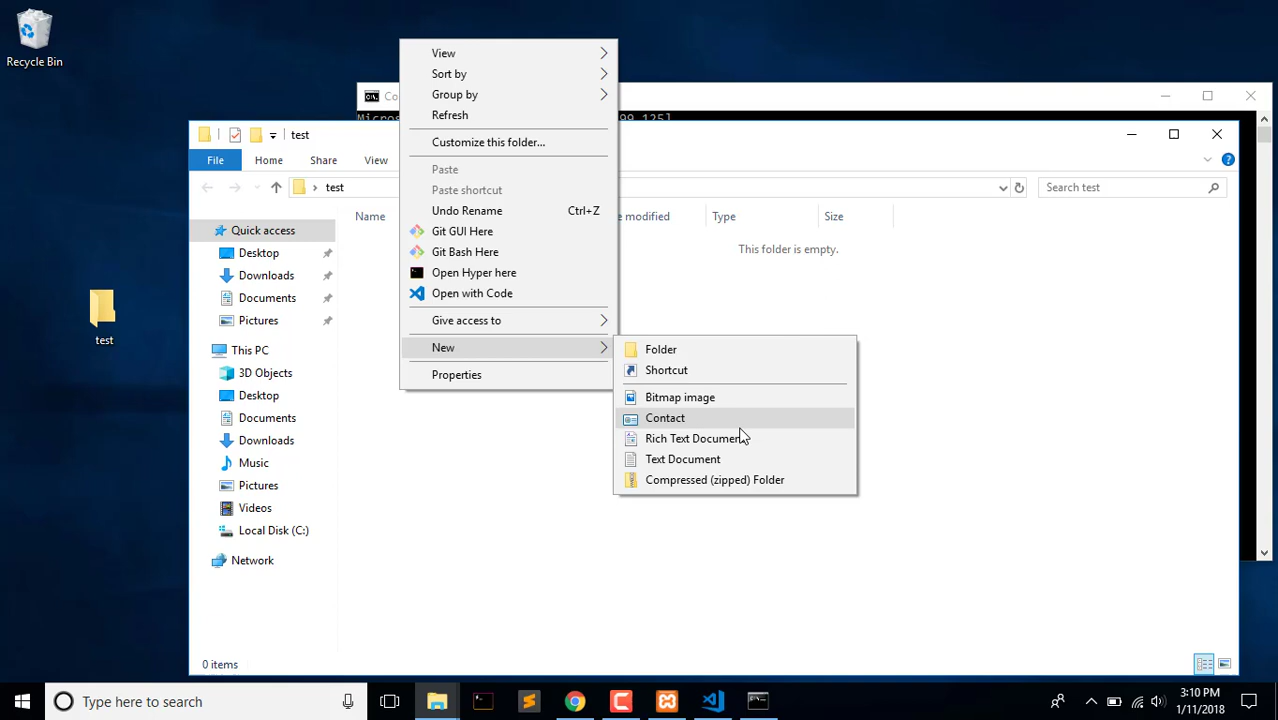 Recycle Bin
test
Co
Micros
99.125]
test
File
Home
Share
View
test
Search test
Quick access
Desktop
Downloads
Documents
Pictures
This PC
3D Objects
Desktop
Documents
Downloads
Music
Pictures
Videos
Local Disk (C:)
Network
Name
e modified
Type
Size
This folder is empty.
View
Sort by
Group by
Refresh
Customize this folder...
Paste
Paste shortcut
Undo Rename Ctrl+Z
Git GUI Here
Git Bash Here
Open Hyper here
Open with Code
Give access to
New
Properties
Folder
Shortcut
Bitmap image
Contact
Rich Text Document
Text Document
Compressed (zipped) Folder
0 items
Type here to search
3:10 PM
1/11/2018